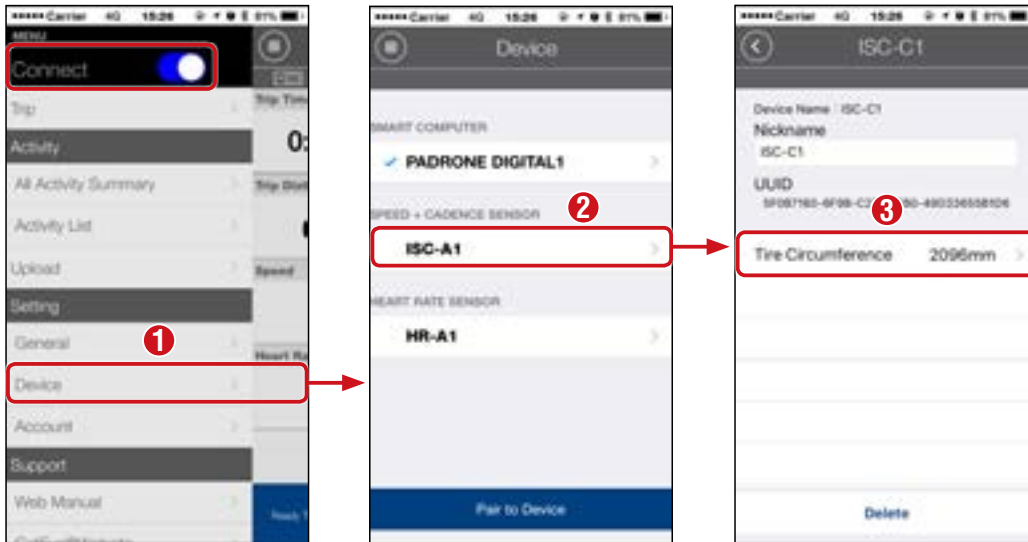 Carrier 4G 15:26 81%
MENU
Connect
Trip
Activity
All Activity Summary
Activity List
Upload
Setting
General
1
Device
Account
Support
Web Manual
Trip Time
0:
Trip Dist
Speed
Heart Ra
Ready T
Carrier 4G 15:26 81%
Device
SMART COMPUTER
PADRONE DIGITAL1
SPEED + CADENCE SENSOR
2
ISC-A1
HEART RATE SENSOR
HR-A1
Pair to Device
Carrier 4G 15:26 81%
ISC-C1
Device Name : ISC-C1
Nickname
ISC-C1
UUID
3
Tire Circumference 2096mm
Delete